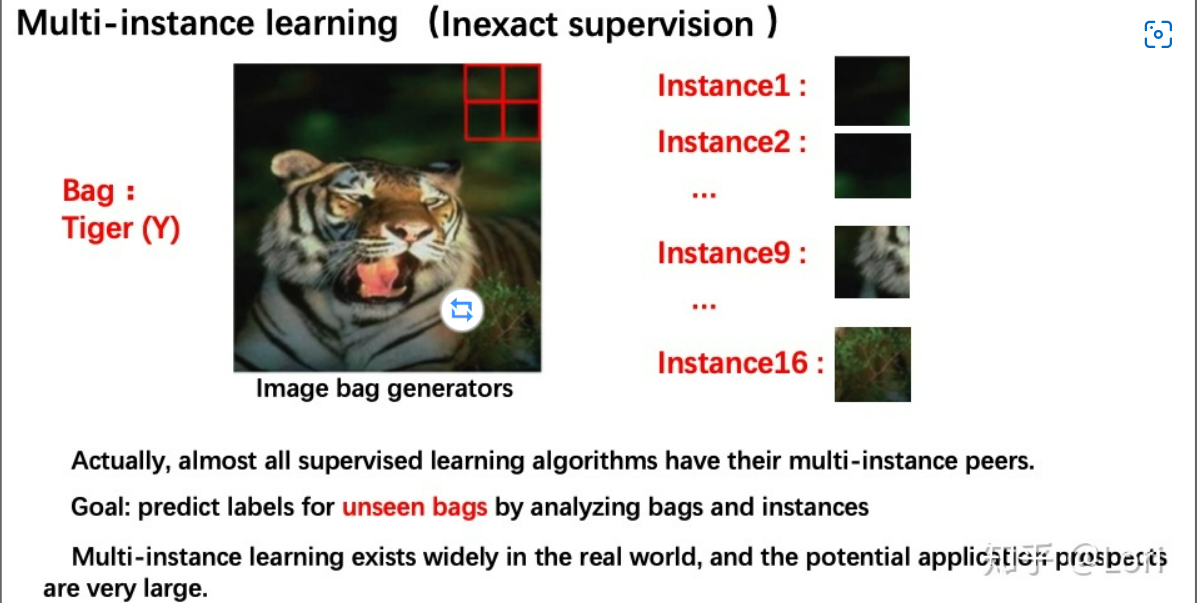 Multi-instance learning （Inexact supervision ）
Bag：
Tiger (Y)
Image bag generators
Instance1 :
Instance2 :
...
Instance9 :
...
Instance16 :
Actually, almost all supervised learning algorithms have their multi-instance peers.
Goal: predict labels for unseen bags by analyzing bags and instances
Multi-instance learning exists widely in the real world, and the potential application prospects
are very large.
知乎 @Lori